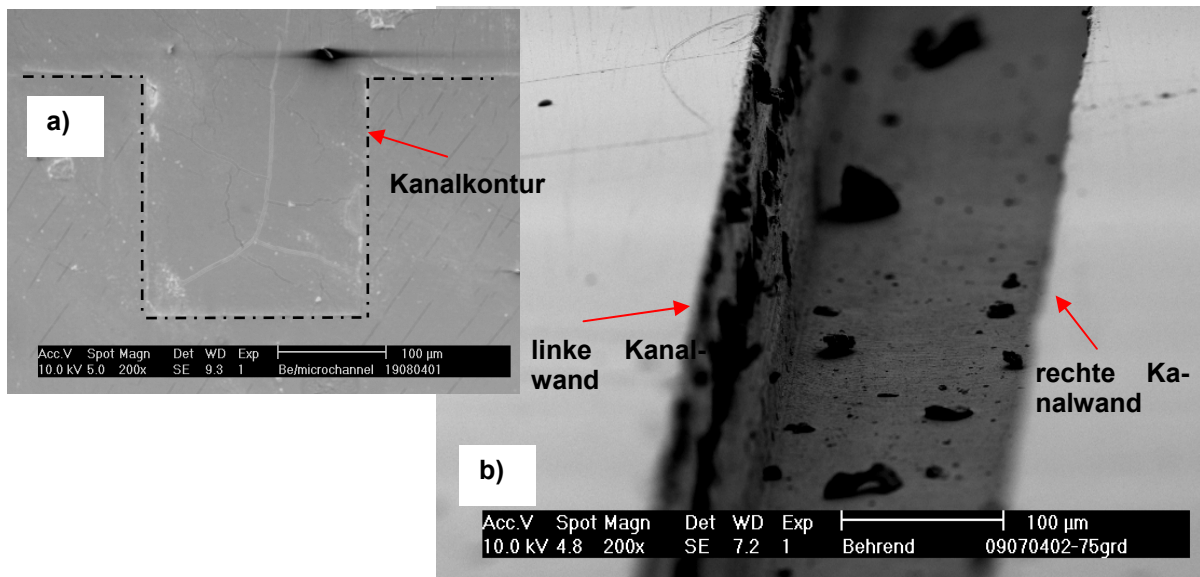 a)
Kanalkontur
Acc.V Spot Magn Det WD Exp 100 µm
10.0 kV 5.0 200x SE 9.3 1 Be/microchannel 19080401
linke Kanal-
wand
rechte Ka-
nalwand
b)
Acc.V Spot Magn Det WD Exp 100 µm
10.0 kV 4.8 200x SE 7.2 1 Behrend 09070402-75grd